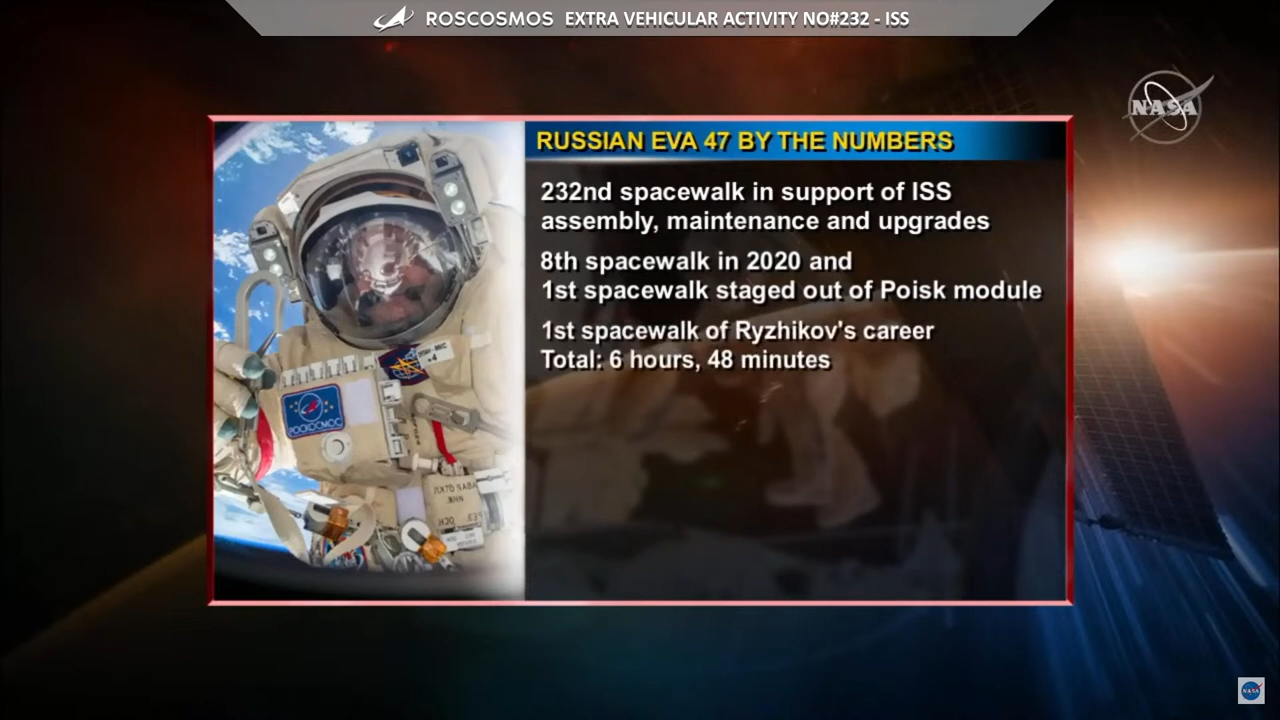 ROSCOSMOS EXTRA VEHICULAR ACTIVITY NO#232 - ISS
NASA
RUSSIAN EVA 47 BY THE NUMBERS
232nd spacewalk in support of ISS
assembly, maintenance and upgrades
8th spacewalk in 2020 and
1st spacewalk staged out of Poisk module
1st spacewalk of Ryzhikov's career
Total: 6 hours, 48 minutes
РОСКОСМОС
NASA